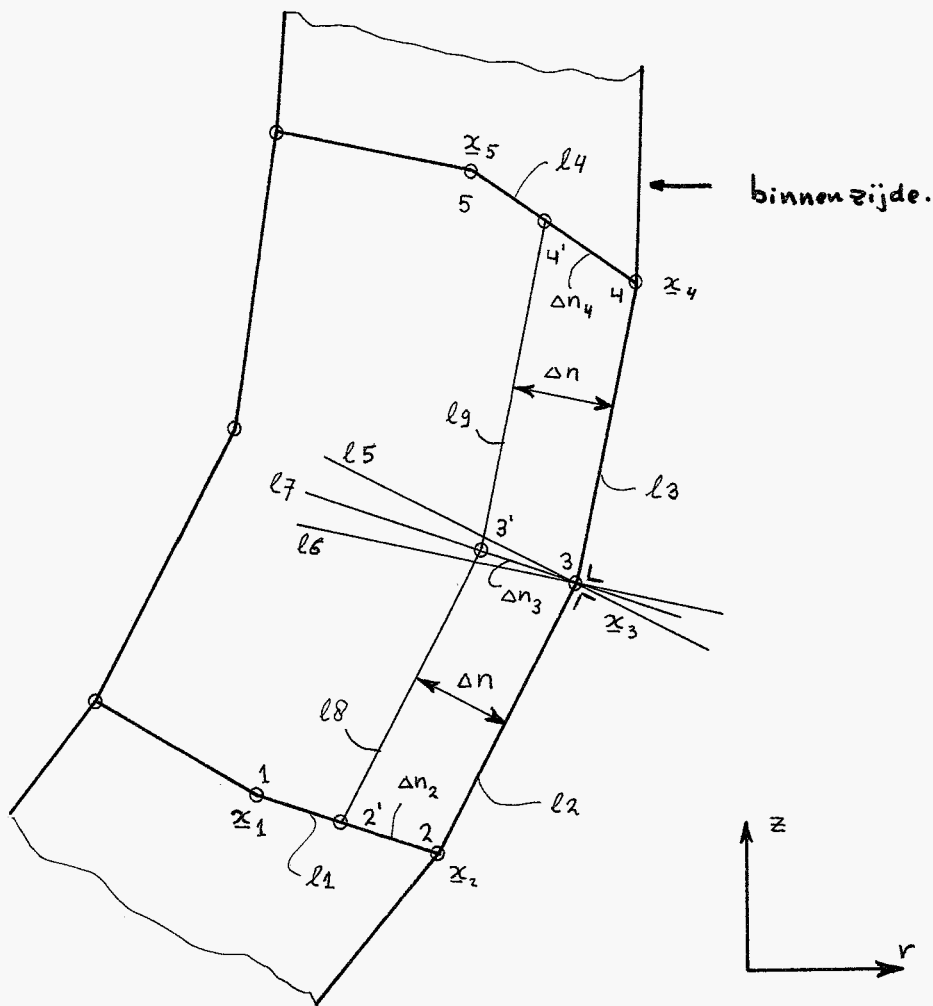 x5
l4
5
binnenzijde.
4'
Δn4
4
x4
Δn
l9
l5
l3
l7
3'
l6
3
Δn3
x3
Δn
l8
1
Δn2
l2
x1
2'
2
l1
x2
z
r